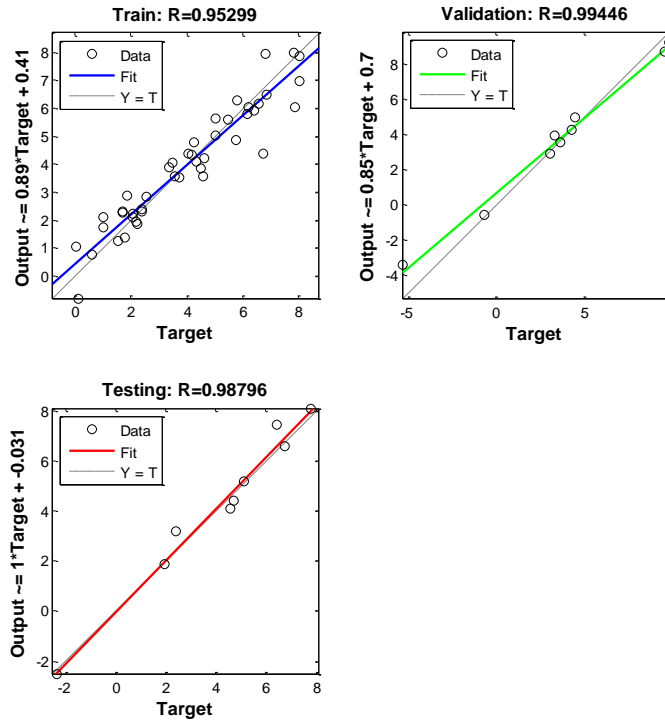 Train: R=0.95299
Output ~= 0.89*Target + 0.41
8
7
6
5
4
3
2
1
0
Data
Fit
Y = T
0
2
4
6
8
Target
Validation: R=0.99446
Output ~= 0.85*Target + 0.7
8
6
4
2
0
-2
-4
Data
Fit
Y = T
-5
0
5
Target
Testing: R=0.98796
Output ~= 1*Target + -0.031
8
6
4
2
0
-2
Data
Fit
Y = T
-2
0
2
4
6
8
Target